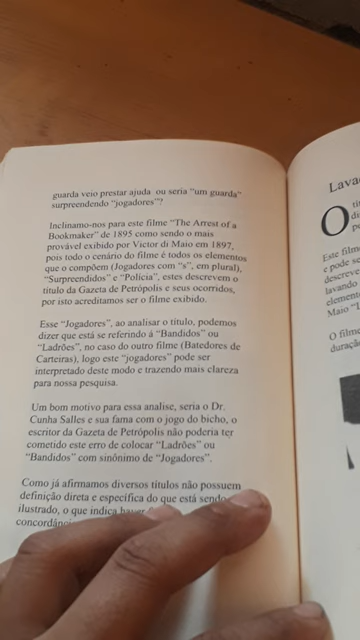 guarda veio prestar ajuda ou seria "um guarda"
surpreendendo "jogadores"?
Inclinamo-nos para este filme "The Arrest of a
Bookmaker" de 1895 como sendo o mais
provável exibido por Victor di Maio em 1897,
pois todo o cenário do filme é todos os elementos
que o compõem (Jogadores com "s", em plural),
"Surpreendidos" e "Polícia", estes descrevem o
título da Gazeta de Petrópolis e seus ocorridos,
por isto acreditamos ser o filme exibido.
Esse "Jogadores", ao analisar o título, podemos
dizer que está se referindo á "Bandidos" ou
"Ladrões", no caso do outro filme (Batedores de
Carteiras), logo este "jogadores" pode ser
interpretado deste modo e trazendo mais clareza
para nossa pesquisa.
Um bom motivo para essa analise, seria o Dr.
Cunha Salles e sua fama com o jogo do bicho, o
escritor da Gazeta de Petrópolis não poderia ter
cometido este erro de colocar "Ladrões" ou
"Bandidos" com sinônimo de "Jogadores".
Como já afirmamos diversos títulos não possuem
definição direta e especifica do que está sendo
ilustrado, o que indica haver
Lava
O
Este film
e pode se
descreve
lavando
element
Maio "L
O filme
duraçã